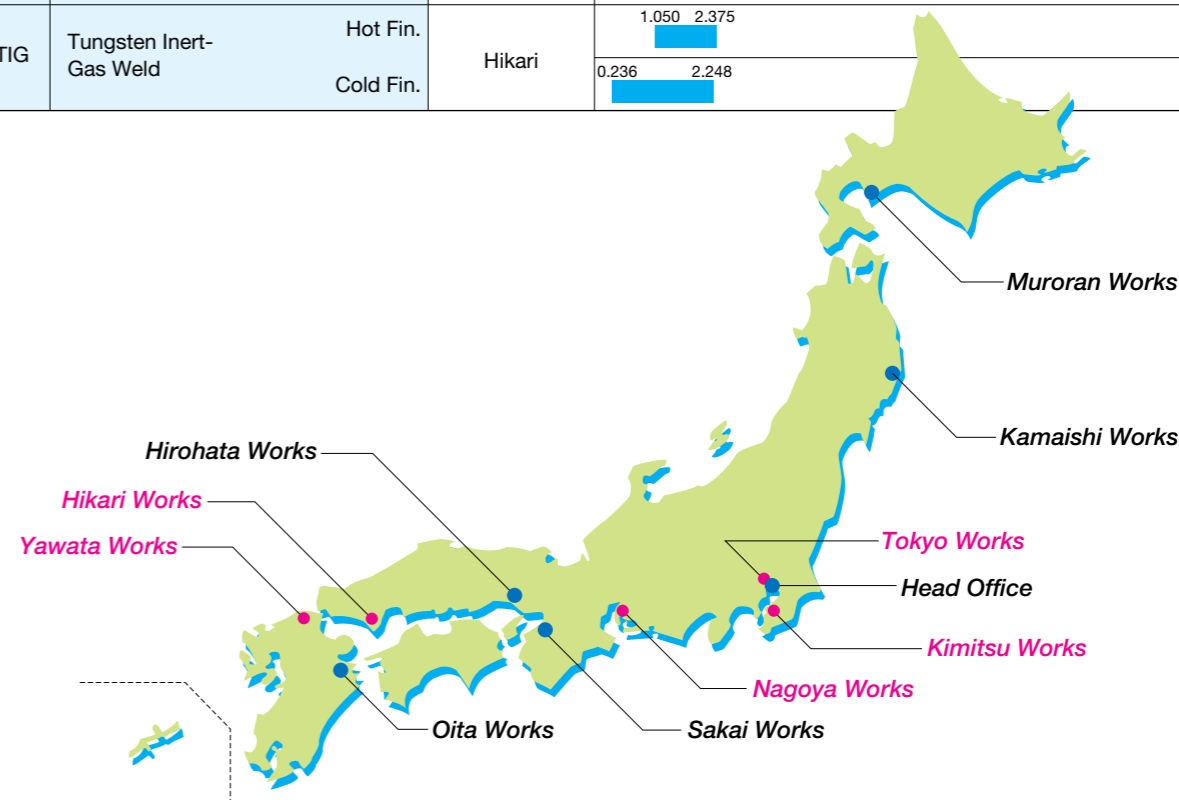 TIG
Tungsten Inert-
Gas Weld
Hot Fin.
Cold Fin.
Hikari
1.050 2.375
0.236 2.248
Muroran Works
Kamaishi Works
Hirohata Works
Hikari Works
Yawata Works
Tokyo Works
Head Office
Kimitsu Works
Nagoya Works
Oita Works
Sakai Works